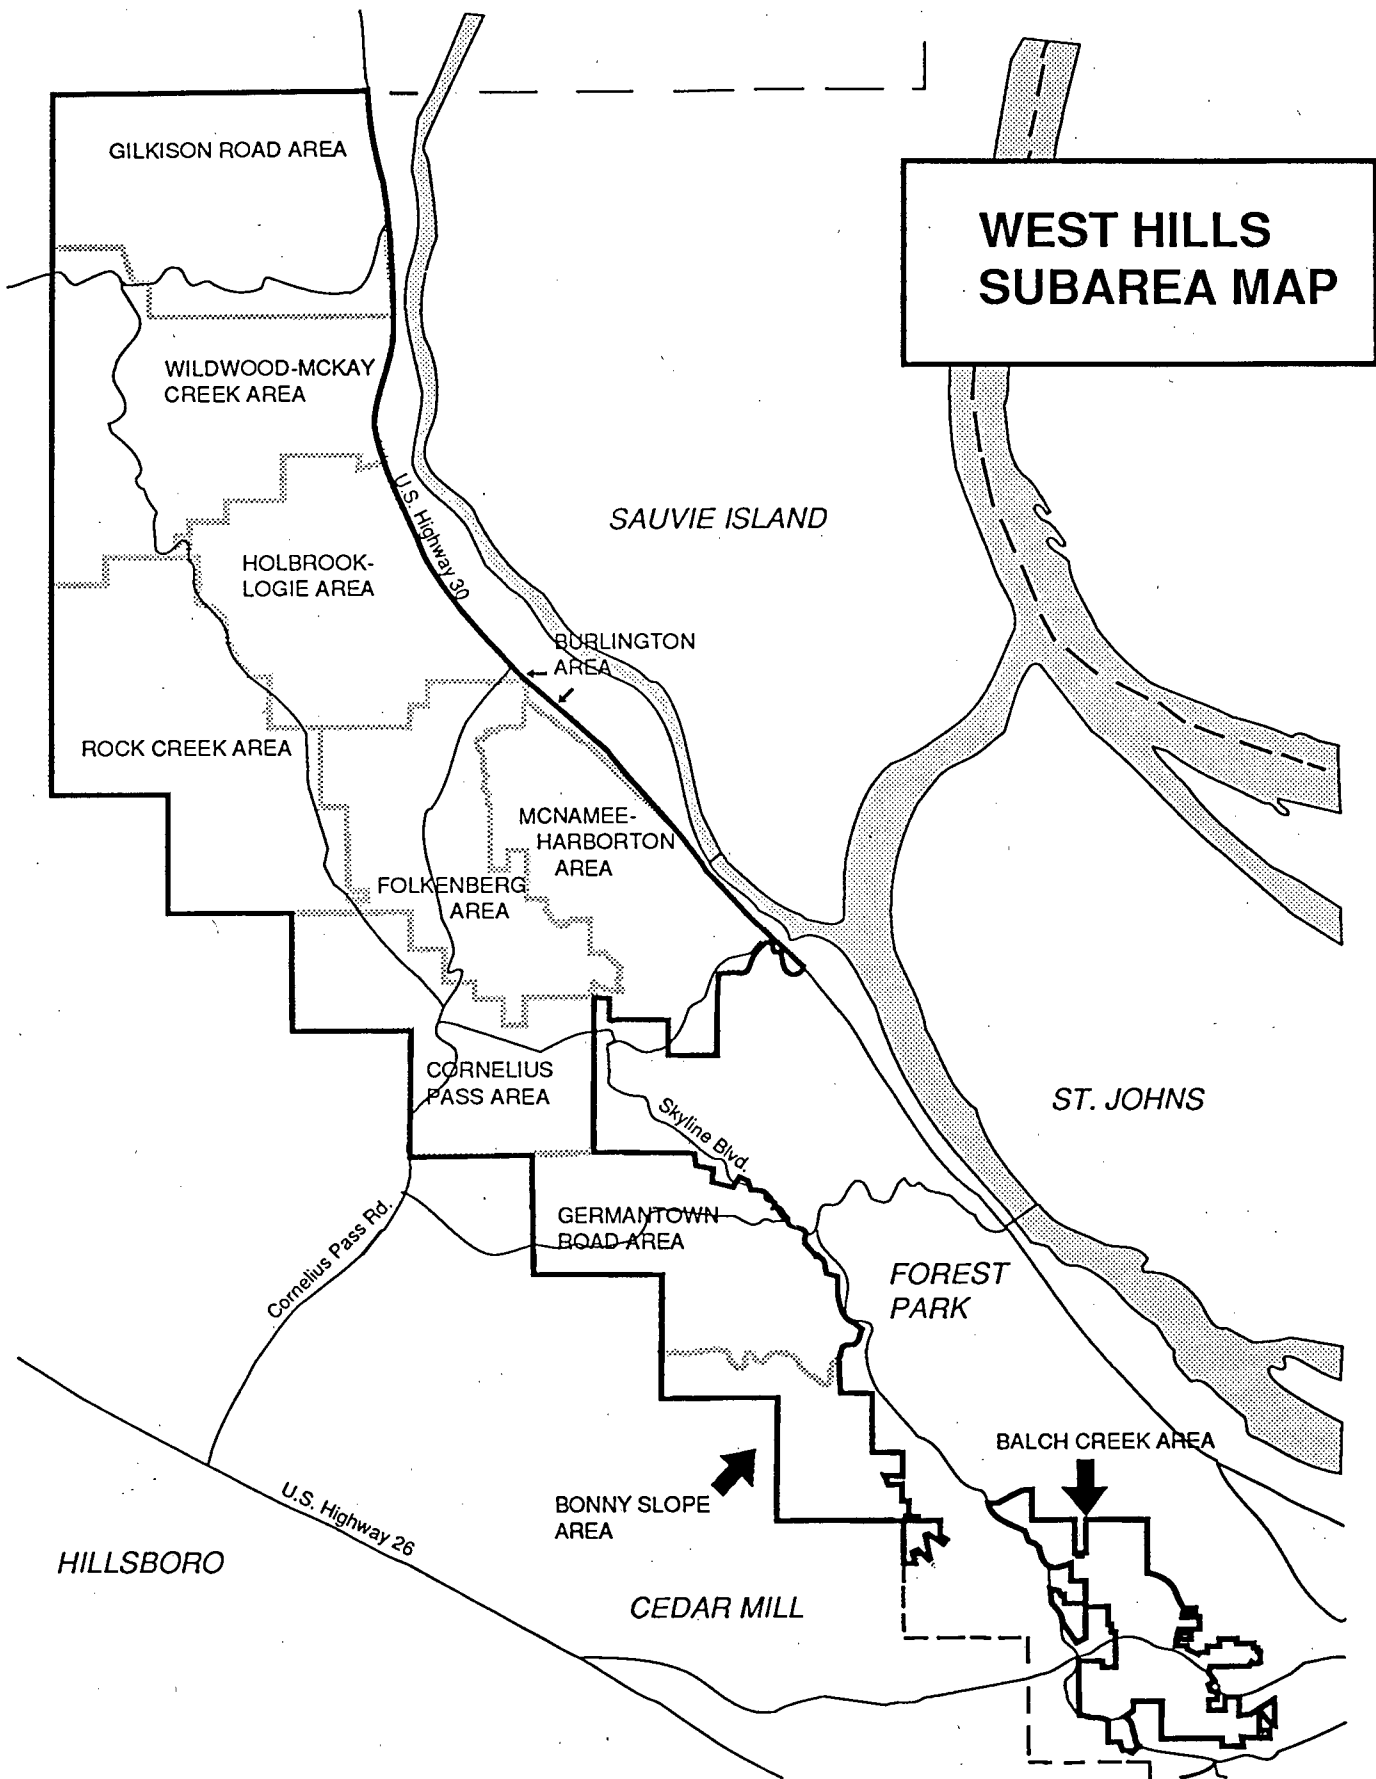 GILKISON ROAD AREA
WEST HILLS
SUBAREA MAP
WILDWOOD-MCKAY
CREEK AREA
U.S. Highway 30
SAUVIE ISLAND
HOLBROOK-
LOGIE AREA
BURLINGTON
AREA
ROCK CREEK AREA
MCNAMEE-
HARBORTON
AREA
FOLKENBERG
AREA
CORNELIUS
PASS AREA
Skyline Blvd.
ST. JOHNS
GERMANTOWN
ROAD AREA
Cornelius Pass Rd.
FOREST
PARK
BALCH CREEK AREA
BONNY SLOPE
AREA
U.S. Highway 26
HILLSBORO
CEDAR MILL